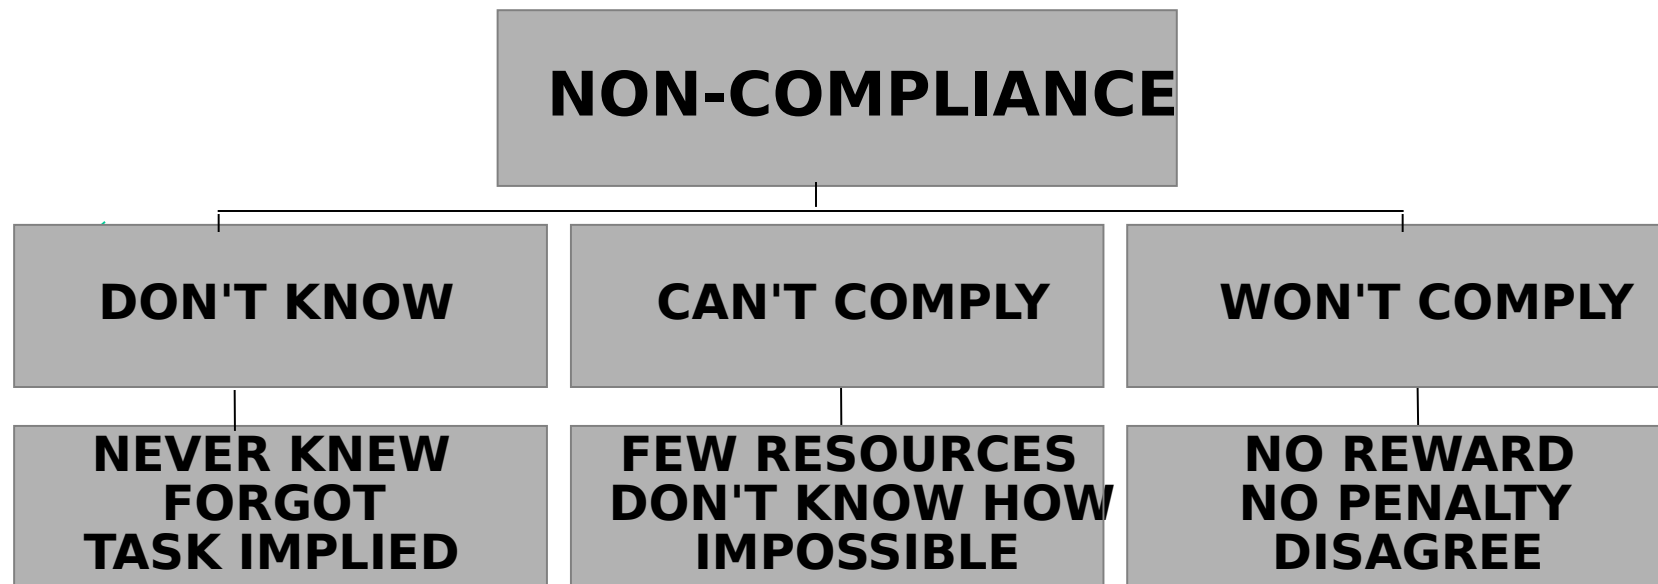 NON-COMPLIANCE
DON'T KNOW
CAN'T COMPLY
WON'T COMPLY
NEVER KNEW
FORGOT
TASK IMPLIED
FEW RESOURCES
DON'T KNOW HOW
IMPOSSIBLE
NO REWARD
NO PENALTY
DISAGREE